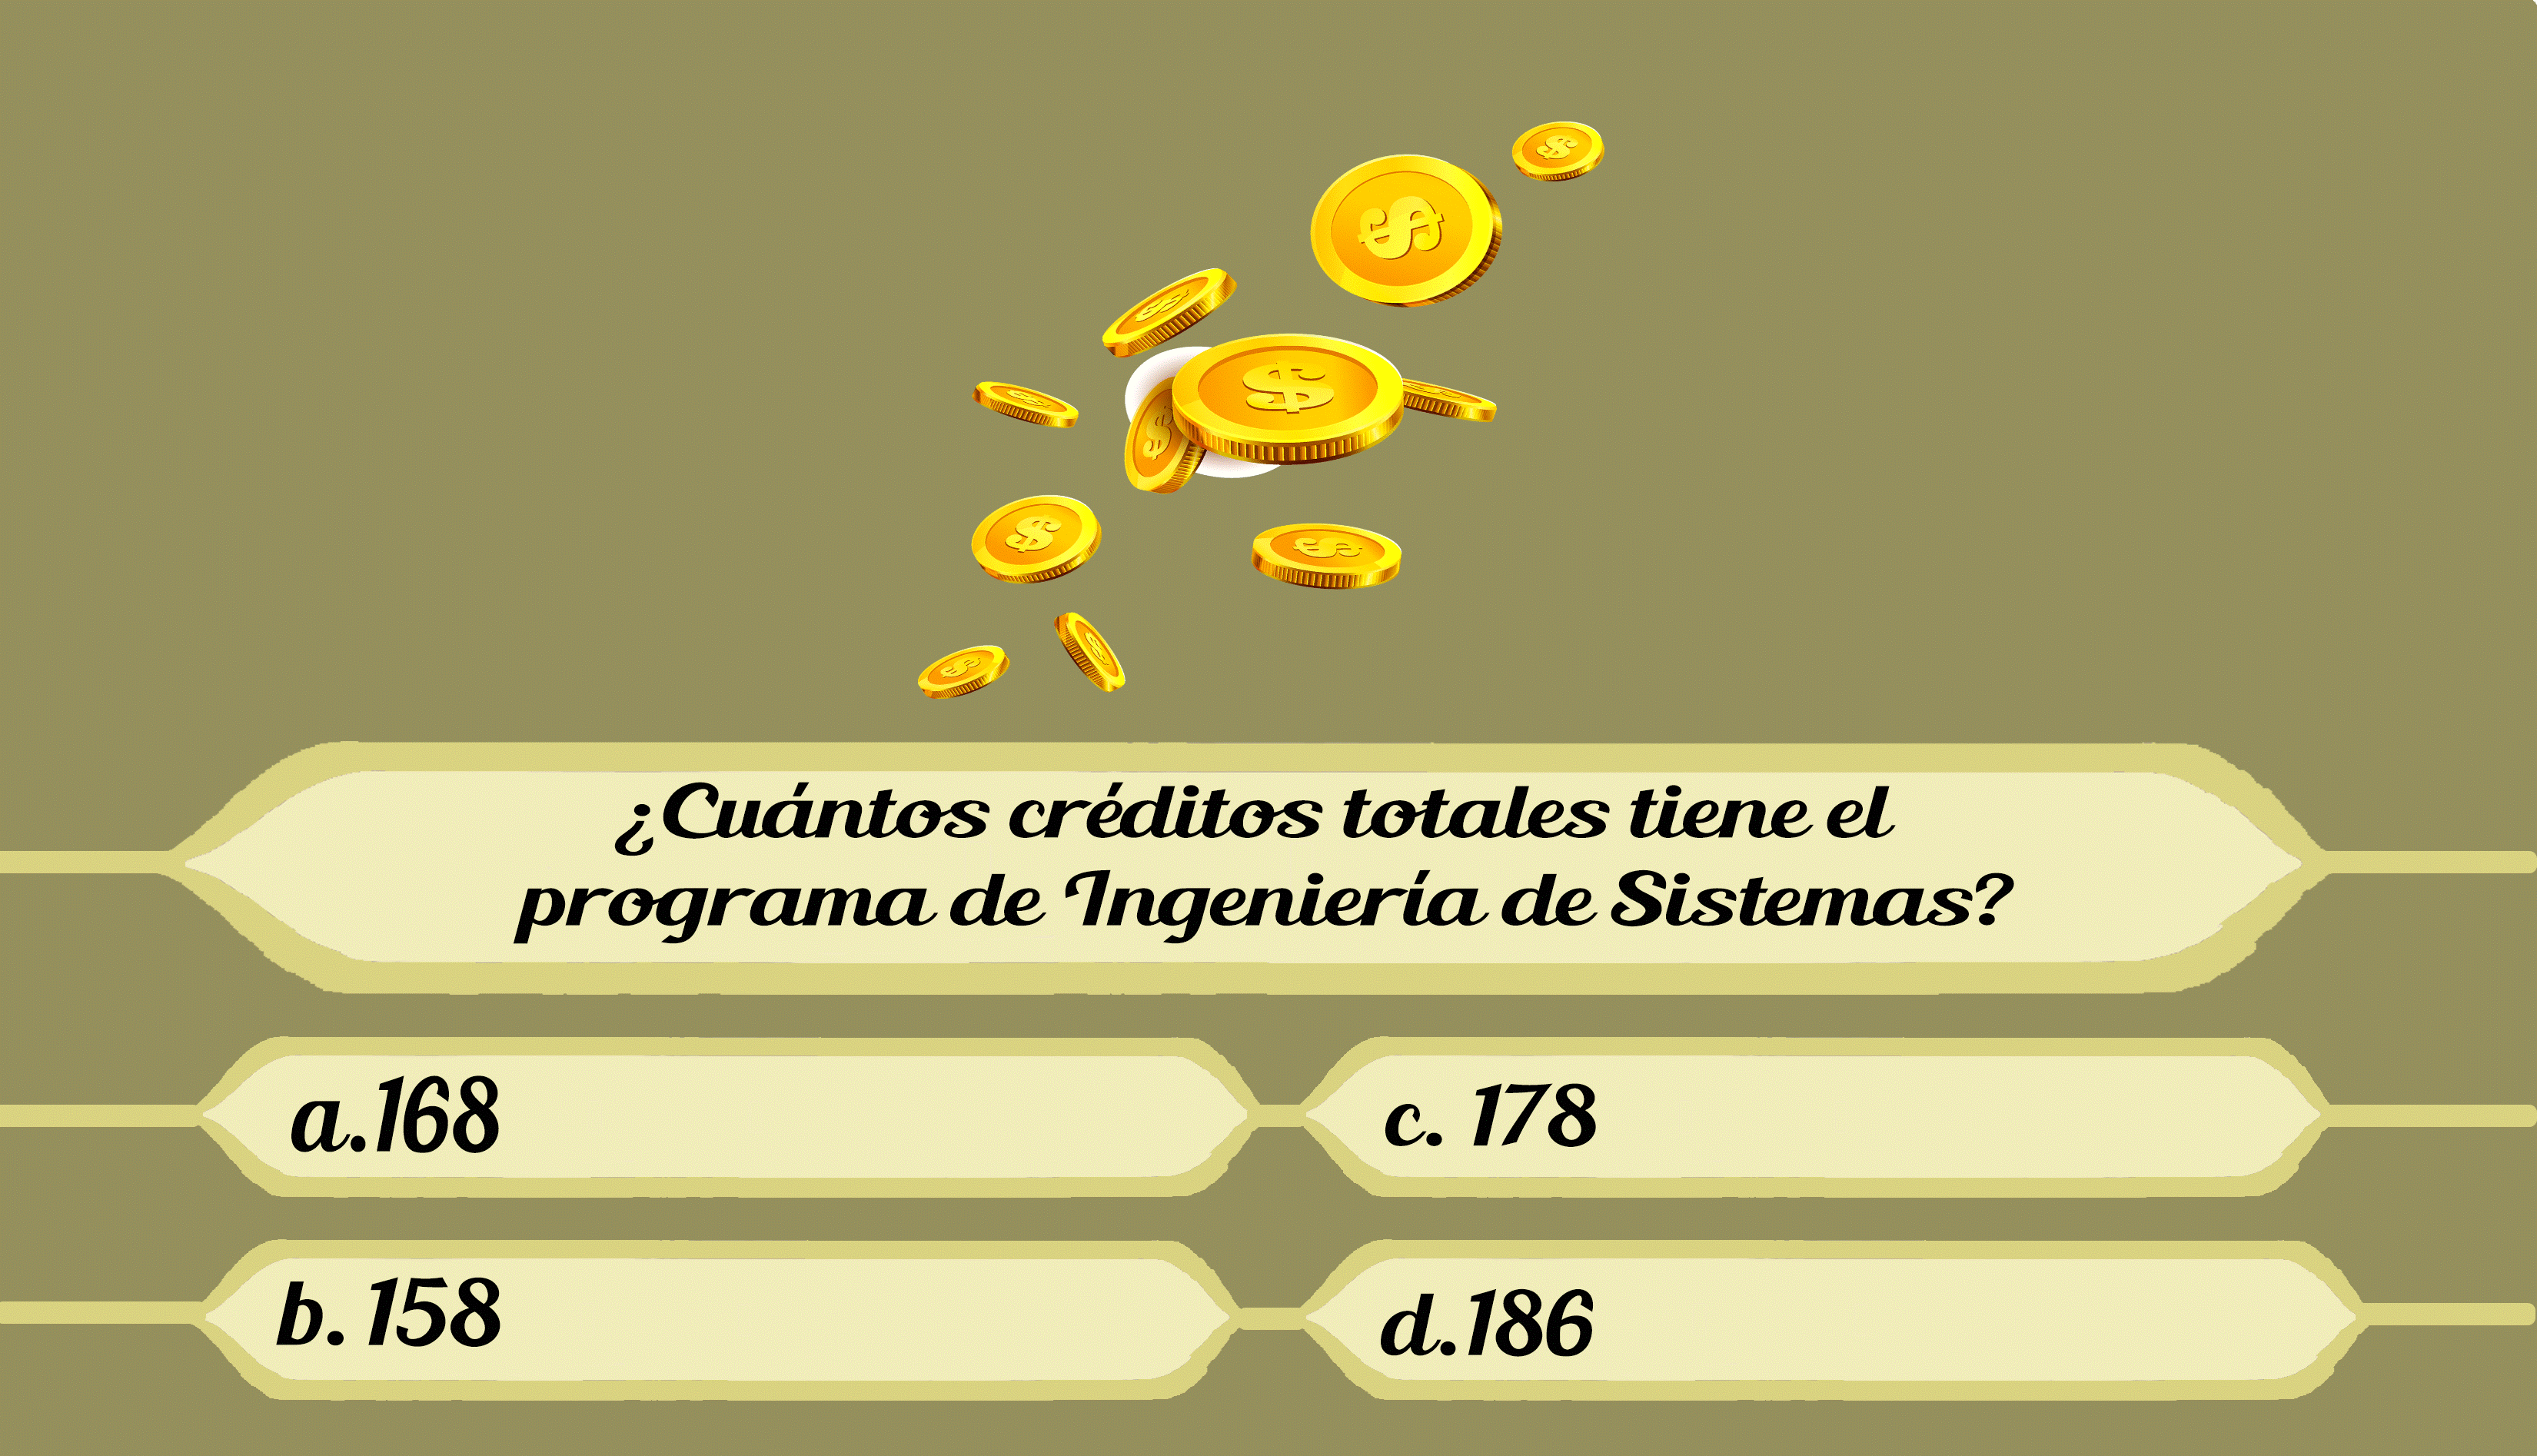 ¿Cuántos créditos totales tiene el
programa de Ingeniería de Sistemas?
a.168
c. 178
b. 158
d.186